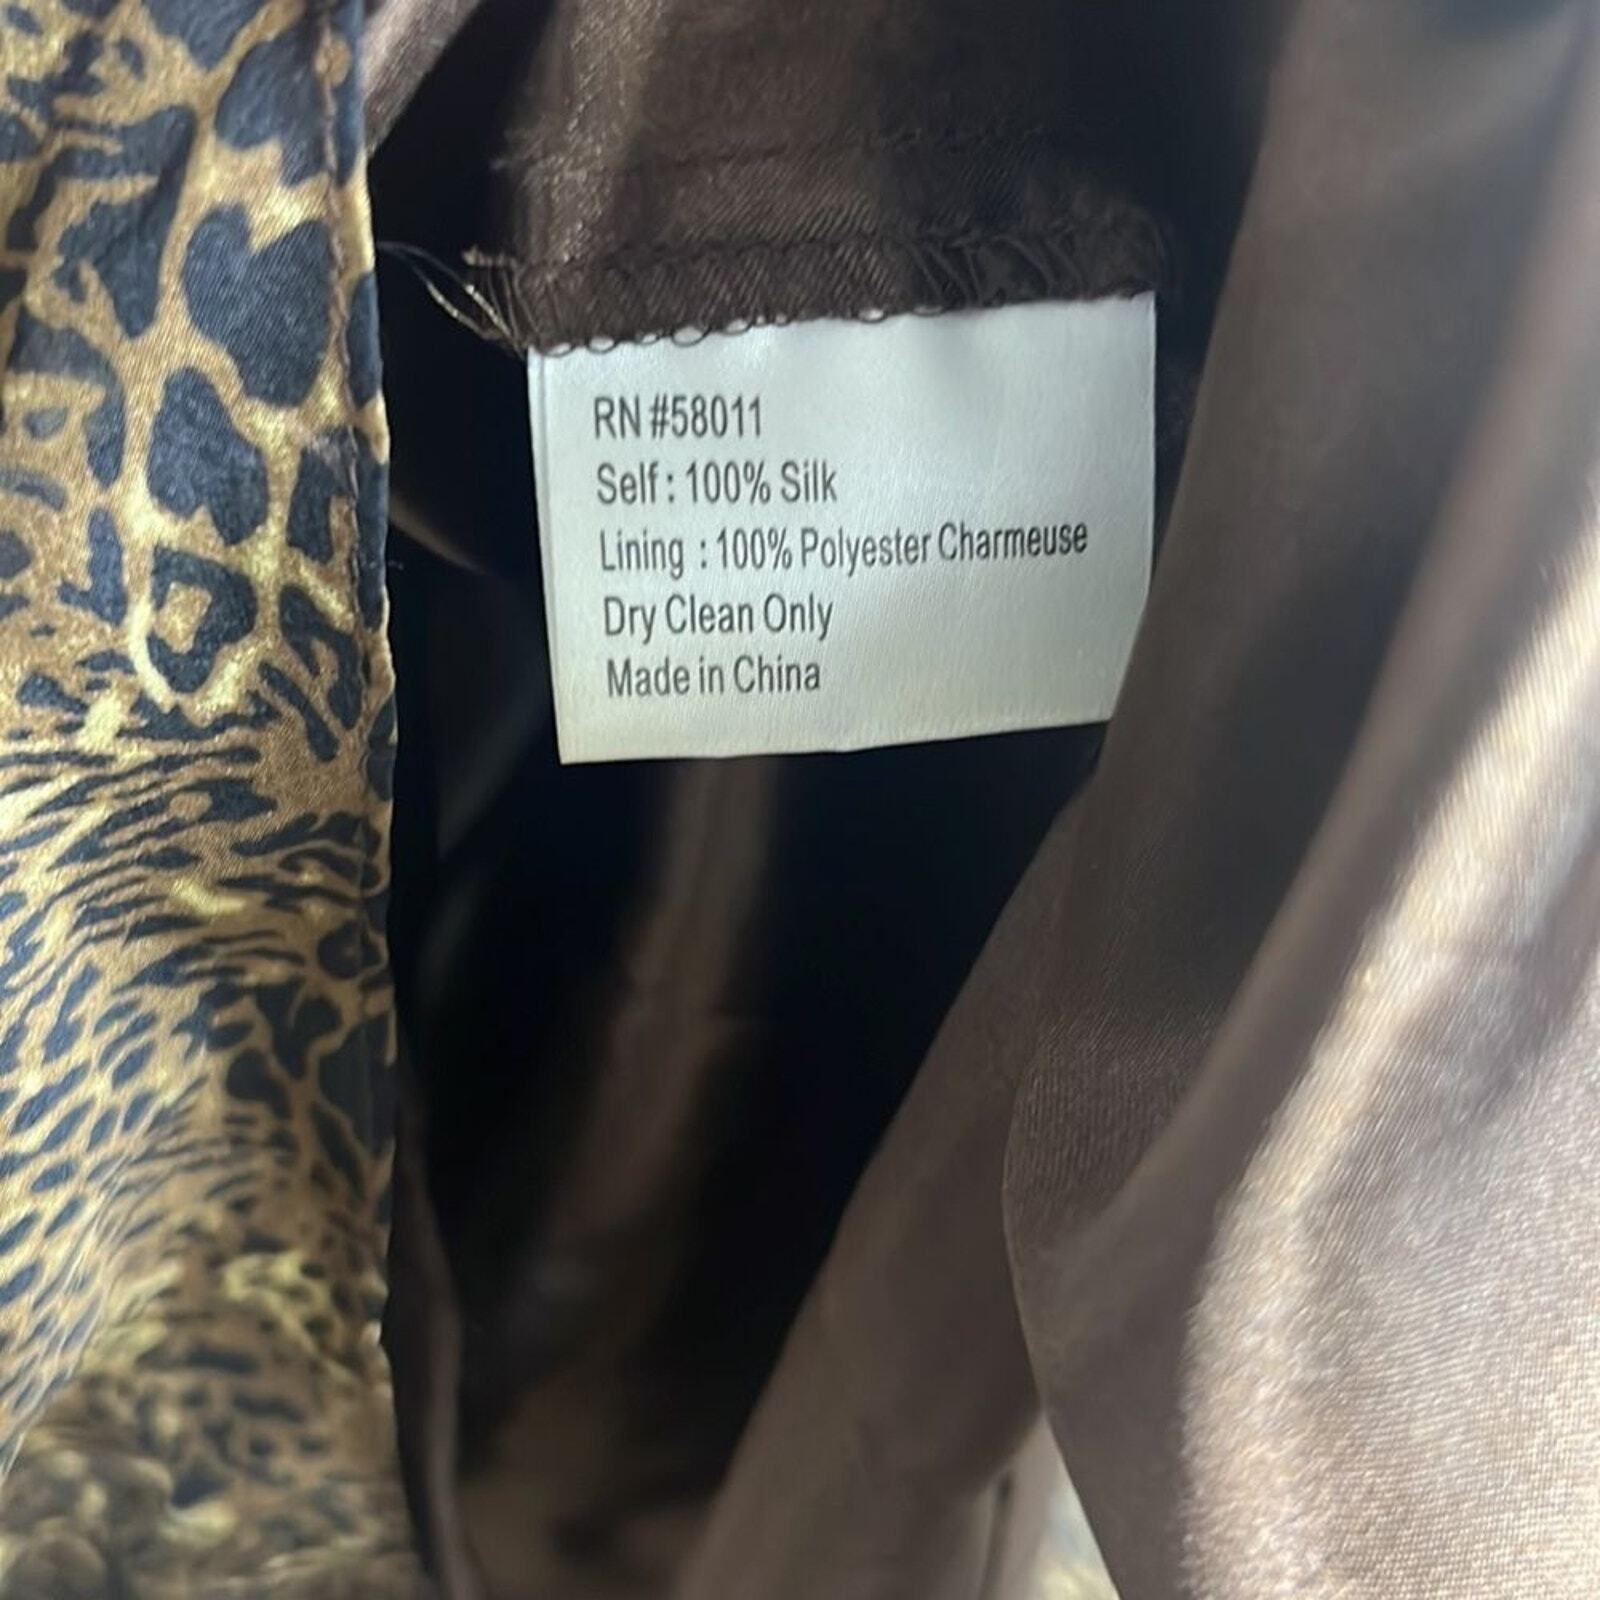 RN #58011
Self : 100% Silk
Lining : 100% Polyester Charmeuse
Dry Clean Only
Made in China